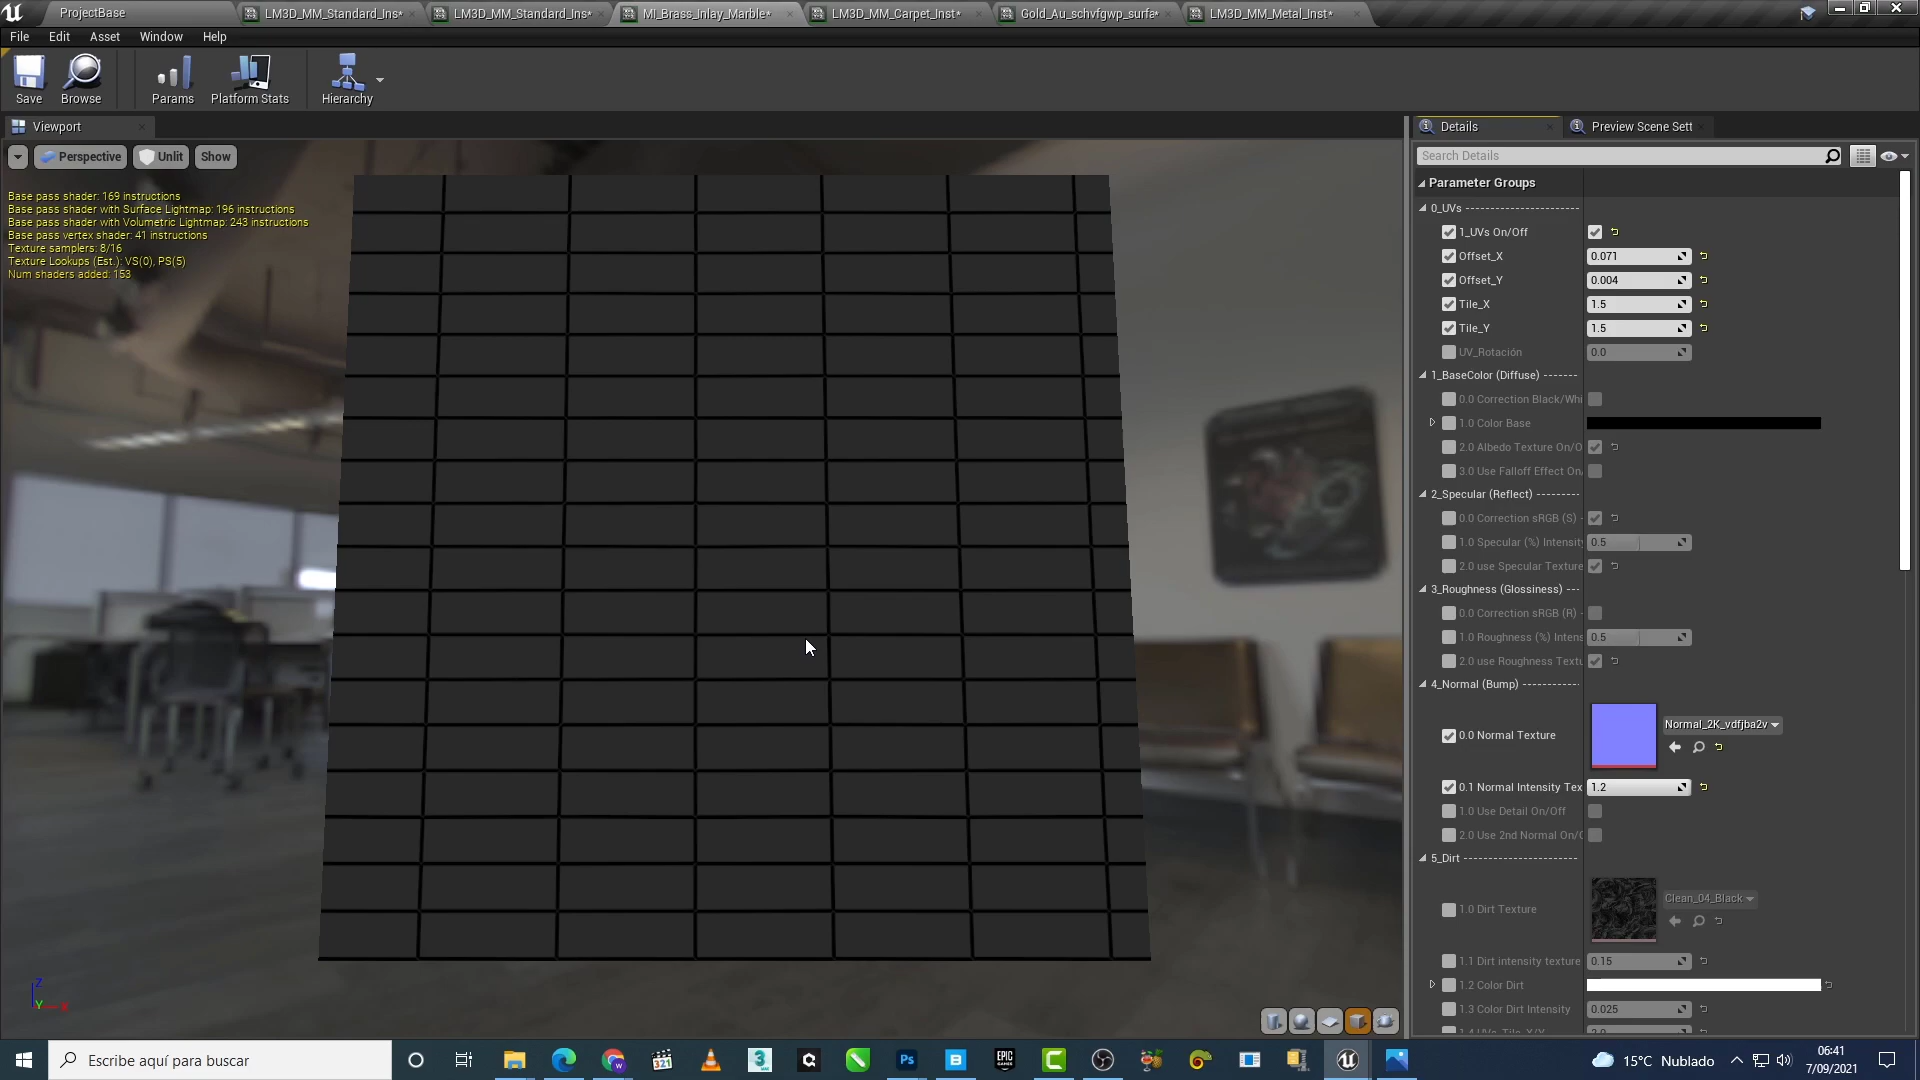 ProjectBase
LM3D_MM_Standard_Ins*
LM3D_MM_Standard_Ins*
MI_Brass_Inlay_Marble*
LM3D_MM_Carpet_Inst*
Gold_Au_schvfgwp_surfa*
LM3D_MM_Metal_Inst*
File Edit Asset Window Help
Save Browse Params Platform Stats Hierarchy
Viewport
Details
Preview Scene Sett
Perspective Unlit Show
Search Details
Base pass shader: 169 instructions
Base pass shader with Surface Lightmap: 196 instructions
Base pass shader with Volumetric Lightmap: 243 instructions
Base pass vertex shader: 41 instructions
Texture samplers: 8/16
Texture Lookups (Est.): VS(0), PS(5)
Num shaders added: 153
Parameter Groups
0_UVs
1_UVs On/Off
Offset_X 0.071
Offset_Y 0.004
Tile_X 1.5
Tile_Y 1.5
UV_Rotación 0.0
1_BaseColor (Diffuse)
0.0 Correction Black/Whi
1.0 Color Base
2.0 Albedo Texture On/O
3.0 Use Falloff Effect On/
2_Specular (Reflect)
0.0 Correction sRGB (S) -
1.0 Specular (%) Intensity 0.5
2.0 use Specular Texture
3_Roughness (Glossiness)
0.0 Correction sRGB (R) -
1.0 Roughness (%) Intens 0.5
2.0 use Roughness Textu
4_Normal (Bump)
0.0 Normal Texture Normal_2K_vdfjba2v
0.1 Normal Intensity Tex 1.2
1.0 Use Detail On/Off
2.0 Use 2nd Normal On/O
5_Dirt
1.0 Dirt Texture Clean_04_Black
1.1 Dirt intensity texture 0.15
1.2 Color Dirt
1.3 Color Dirt Intensity 0.025
1.4 UVs_Tile_X/Y 2.0
Z
Y
X
Escribe aquí para buscar
15°C Nublado
06:41
7/09/2021